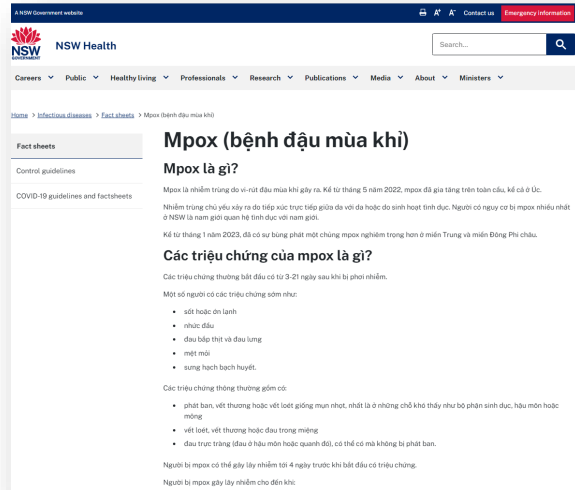 A NSW Government website
A+ A- Contact us Emergency information
NSW GOVERNMENT
NSW Health
Search...
Careers Public Healthy living Professionals Research Publications Media About Ministers
Home > Infectious diseases > Fact sheets > Mpox (bệnh đậu mùa khỉ)
Fact sheets
Control guidelines
COVID-19 guidelines and factsheets
Mpox (bệnh đậu mùa khỉ)
Mpox là gì?
Mpox là nhiễm trùng do vi-rút đậu mùa khỉ gây ra. Kể từ tháng 5 năm 2022, mpox đã gia tăng trên toàn cầu, kể cả ở Úc.
Nhiễm trùng chủ yếu xảy ra do tiếp xúc trực tiếp giữa da với da hoặc do sinh hoạt tình dục. Người có nguy cơ bị mpox nhiều nhất
ở NSW là nam giới quan hệ tình dục với nam giới.
Kể từ tháng 1 năm 2023, đã có sự bùng phát một chủng mpox nghiêm trọng hơn ở miền Trung và miền Đông Phi châu.
Các triệu chứng của mpox là gì?
Các triệu chứng thường bắt đầu có từ 3-21 ngày sau khi bị phơi nhiễm.
Một số người có các triệu chứng sớm như:
• sốt hoặc ớn lạnh
• nhức đầu
• đau bắp thịt và đau lưng
• mệt mỏi
• sưng hạch bạch huyết.
Các triệu chứng thông thường gồm có:
• phát ban, vết thương hoặc vết loét giống mụn nhọt, nhất là ở những chỗ khó thấy như bộ phận sinh dục, hậu môn hoặc
mông
• vết loét, vết thương hoặc đau trong miệng
• đau trực tràng (đau ở hậu môn hoặc quanh đó), có thể có mà không bị phát ban.
Người bị mpox có thể gây lây nhiễm tới 4 ngày trước khi bắt đầu có triệu chứng.
Người bị mpox gây lây nhiễm cho đến khi: